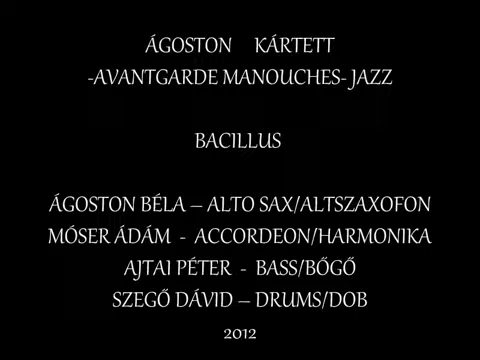 ÁGOSTON KÁRTETT
-AVANTGARDE MANOUCHES- JAZZ
BACILLUS
ÁGOSTON BÉLA – ALTO SAX/ALTSZAXOFON
MÓSER ÁDÁM - ACCORDEON/HARMONIKA
AJTAI PÉTER - BASS/BŐGŐ
SZEGŐ DÁVID – DRUMS/DOB
2012